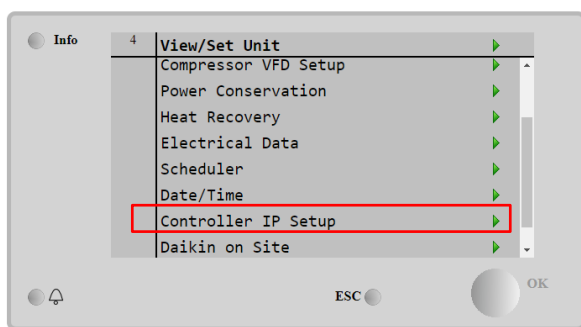 Info
4
View/Set Unit
Compressor VFD Setup
Power Conservation
Heat Recovery
Electrical Data
Scheduler
Date/Time
Controller IP Setup
Daikin on Site
ESC
OK